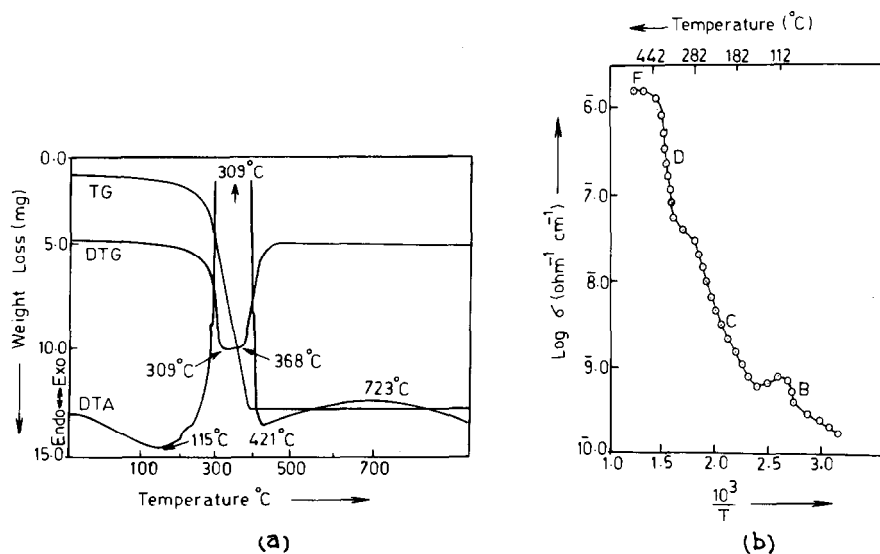 0.0
5.0
10.0
15.0
Weight Loss (mg)
Endo Exo
TG
DTG
DTA
309°C
309°C
368°C
723°C
115°C
421°C
100 300 500 700
Temperature °C
(a)
Temperature (°C)
442 282 182 112
6̄.0
7̄.0
8̄.0
9̄.0
1̄0.0
Log σ (ohm⁻¹ cm⁻¹)
F
D
C
B
1.0 1.5 2.0 2.5 3.0
10³
T
(b)